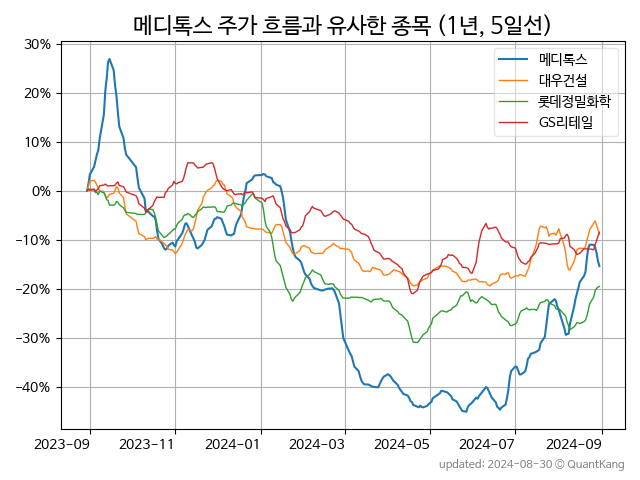 메디톡스 주가 흐름과 유사한 종목 (1년, 5일선)
메디톡스
대우건설
롯데정밀화학
GS리테일
30%
20%
10%
0%
−10%
−20%
−30%
−40%
2023-09 2023-11 2024-01 2024-03 2024-05 2024-07 2024-09
updated: 2024-08-30 © QuantKang